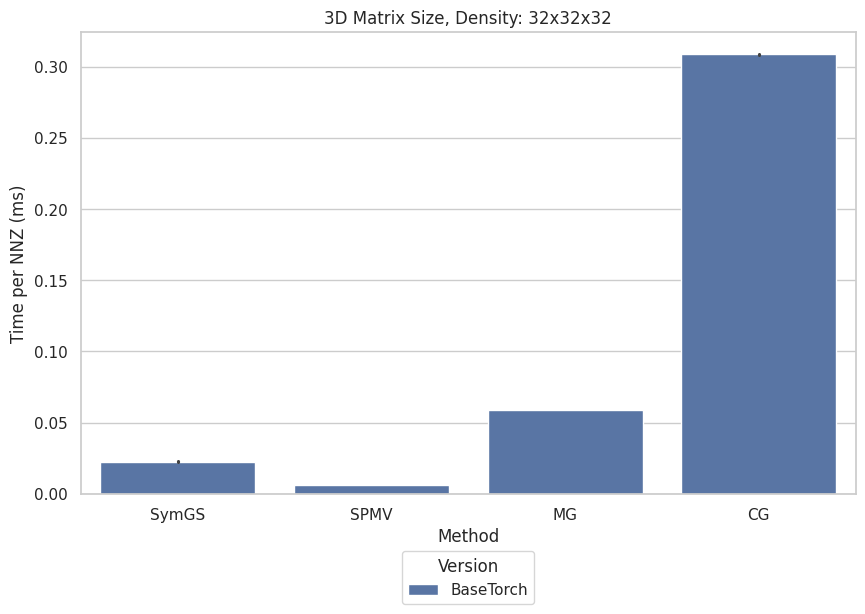 3D Matrix Size, Density: 32x32x32
Time per NNZ (ms)
0.30
0.25
0.20
0.15
0.10
0.05
0.00
SymGS SPMV MG CG
Method
Version
BaseTorch